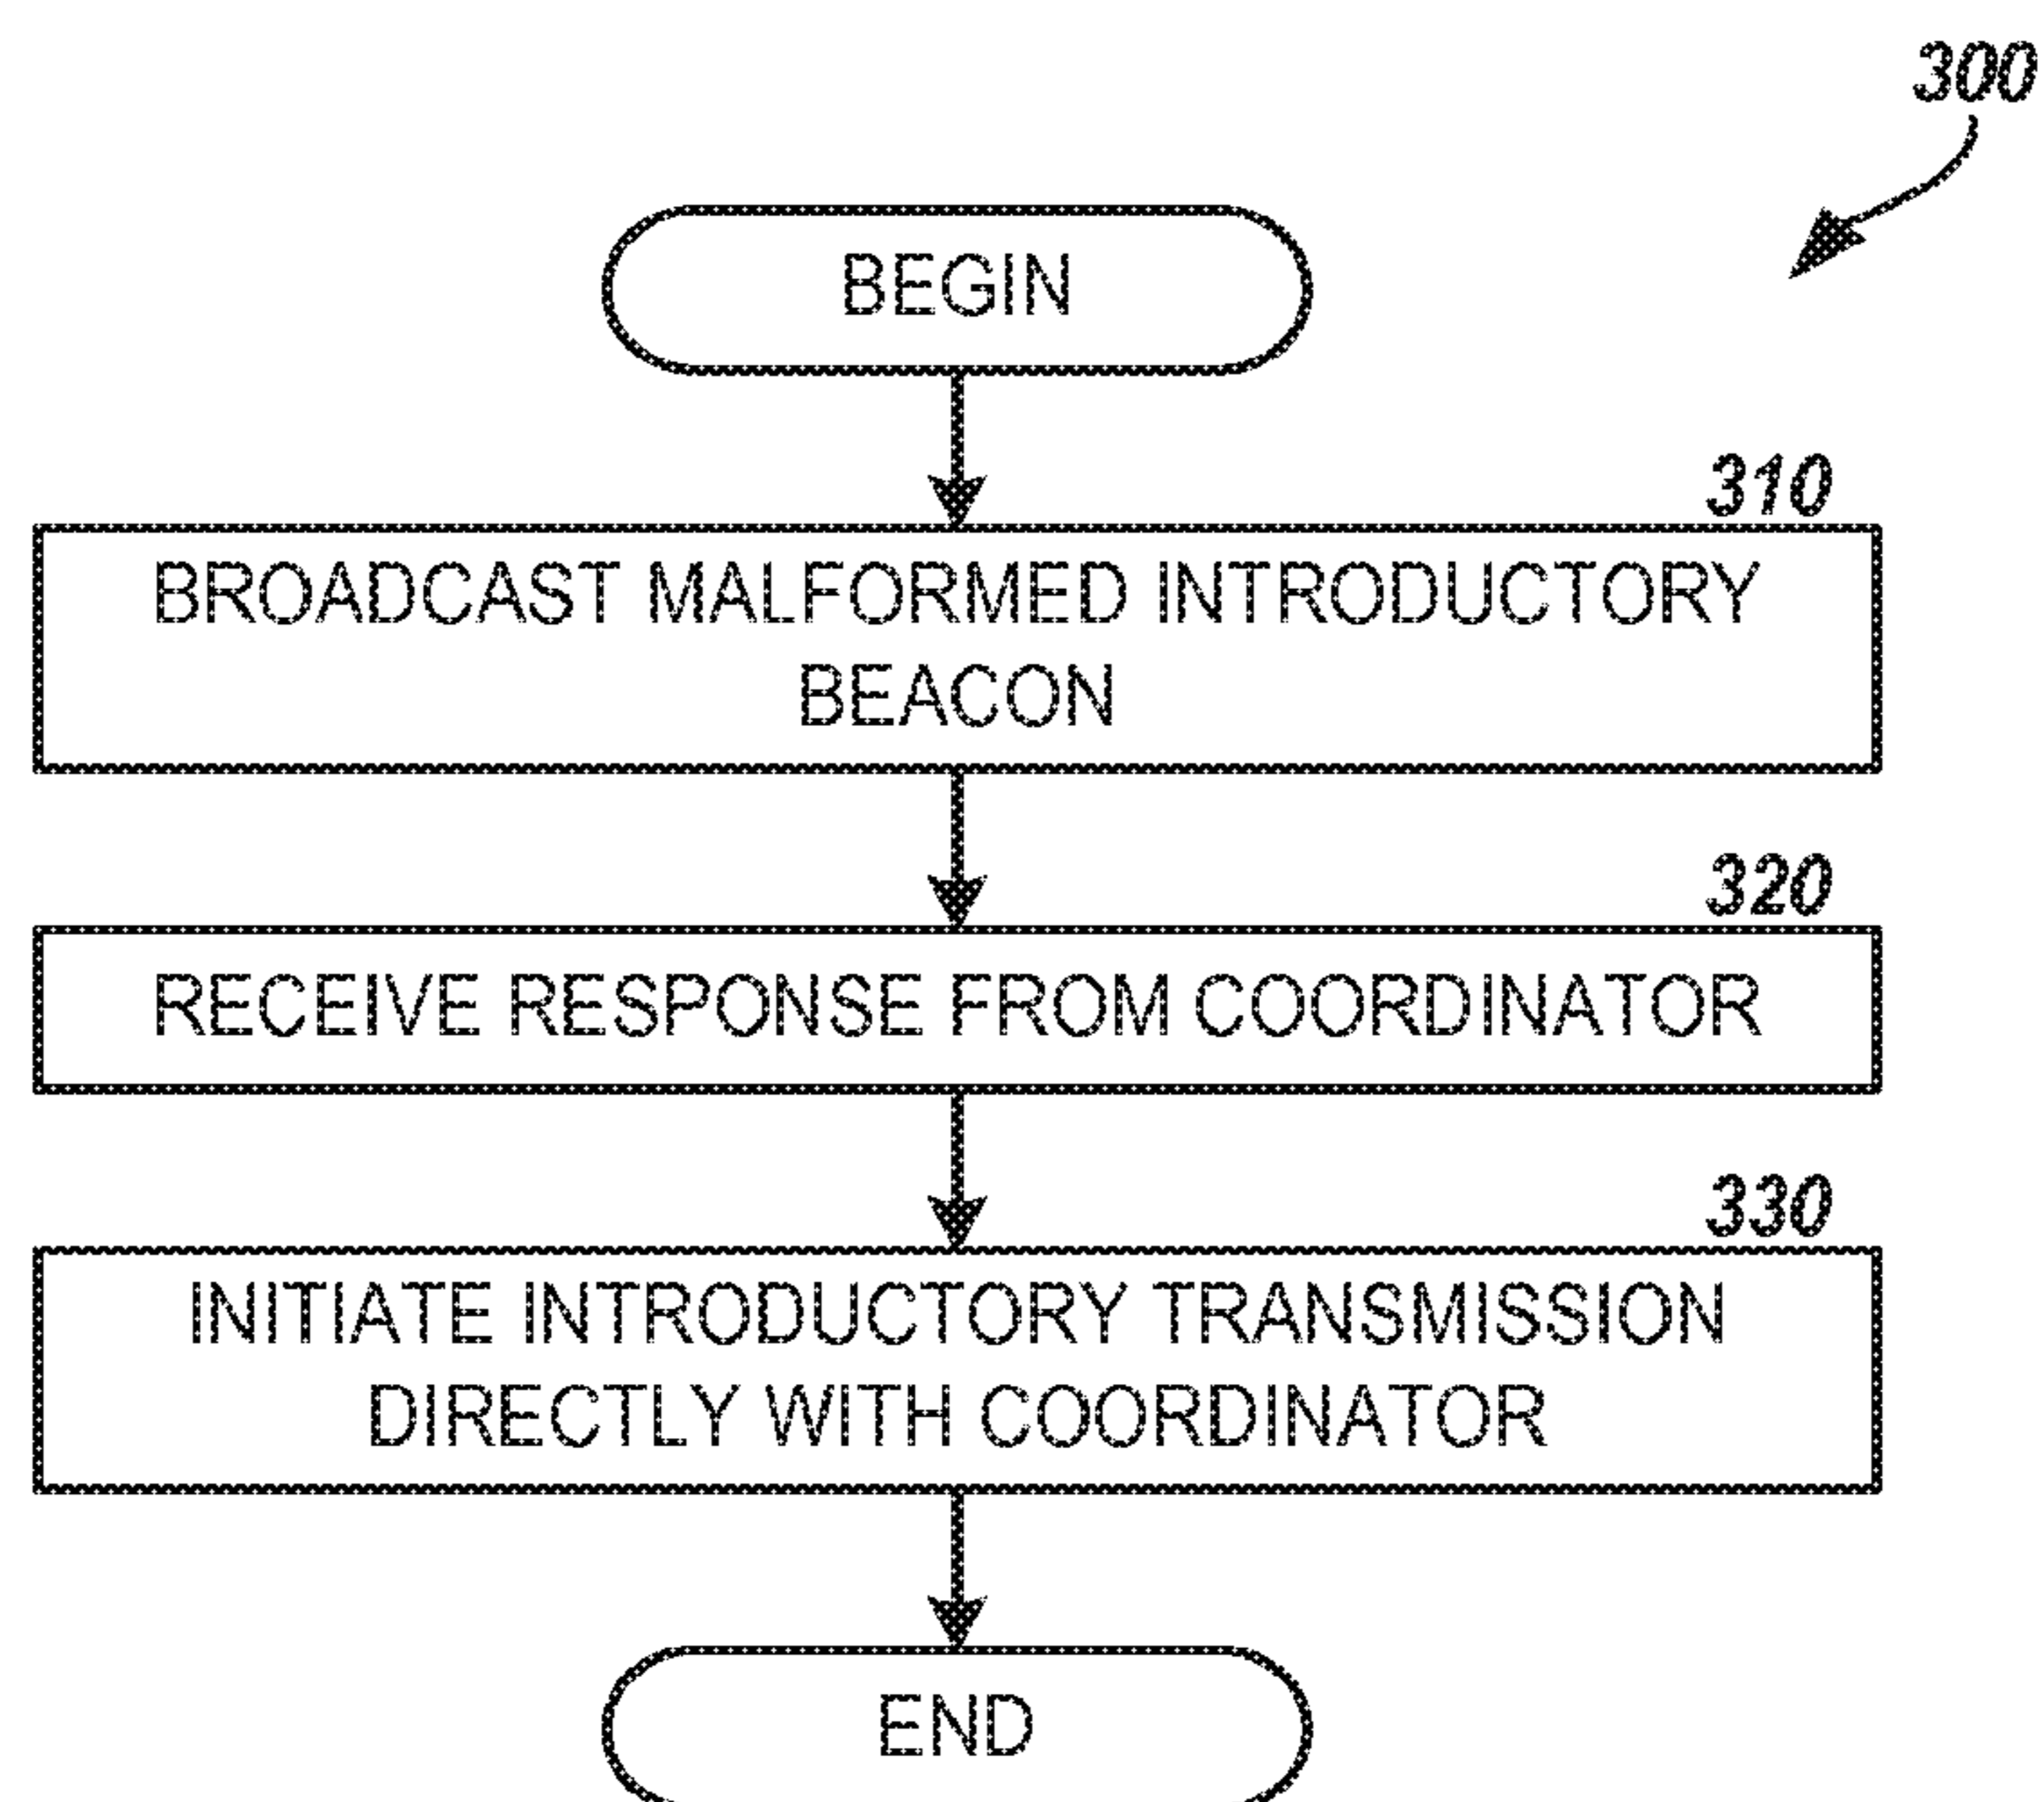 300
BEGIN
310
BROADCAST MALFORMED INTRODUCTORY
BEACON
320
RECEIVE RESPONSE FROM COORDINATOR
330
INITIATE INTRODUCTORY TRANSMISSION
DIRECTLY WITH COORDINATOR
END